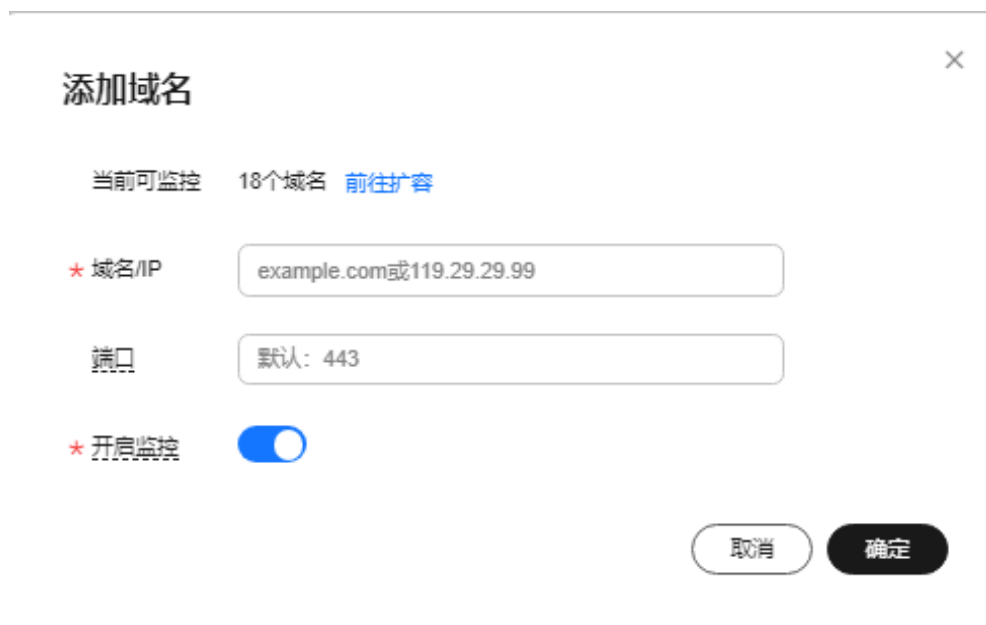 添加域名
当前可监控 18个域名 前往扩容
* 域名/IP example.com或119.29.29.99
端口 默认：443
* 开启监控
取消 确定